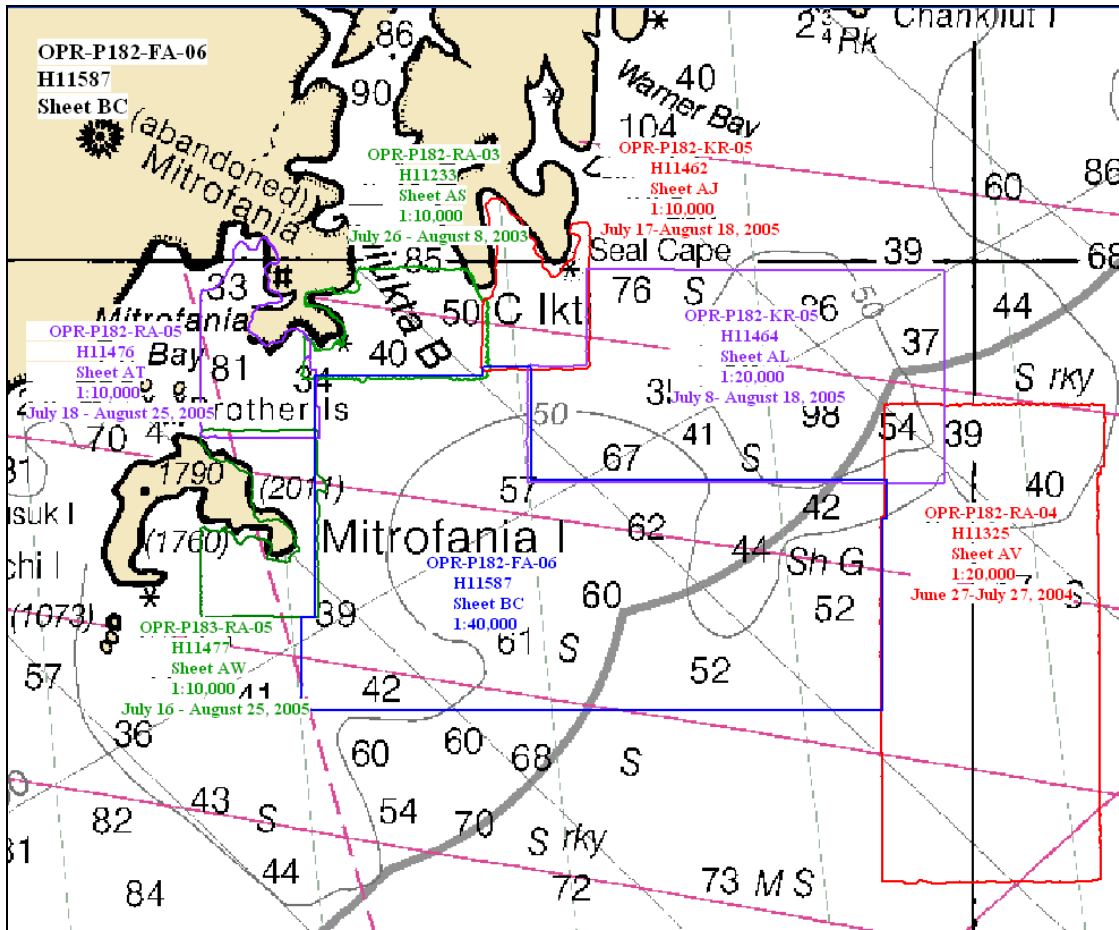 OPR-P182-FA-06
H11587
Sheet BC
(abandoned)
Mitrofania
86
90
2 3/4 Rk
Chankliut I
40
Warner Bay
104
OPR-P182-RA-03
H11233
Sheet AS
1:10,000
July 26 - August 8, 2003
OPR-P182-KR-05
H11462
Sheet AJ
1:10,000
July 17-August 18, 2005
60
86
85
Seal Cape
39
68
33
50
C Ikti
76
S
86
50
37
44
Mitrofania
Bay
81
34
40
OPR-P182-RA-05
H11476
Sheet AT
1:10,000
July 18 - August 25, 2005
OPR-P182-KR-05
H11464
Sheet AL
1:20,000
July 8- August 18, 2005
S rky
rother Is
50
41
98
54
39
70
67
S
40
1790
(2011)
57
42
(1760)
Mitrofania I
62
44
Sh G
52
OPR-P182-RA-04
H11325
Sheet AV
1:20,000
June 27-July 27, 2004
S
OPR-P182-FA-06
H11587
Sheet BC
1:40,000
60
(1073)
39
61
S
52
OPR-P183-RA-05
H11477
Sheet AW
1:10,000
July 16 - August 25, 2005
57
41
42
36
60
60
68
S
43
S
54
70
82
S rky
44
72
73
M S
84